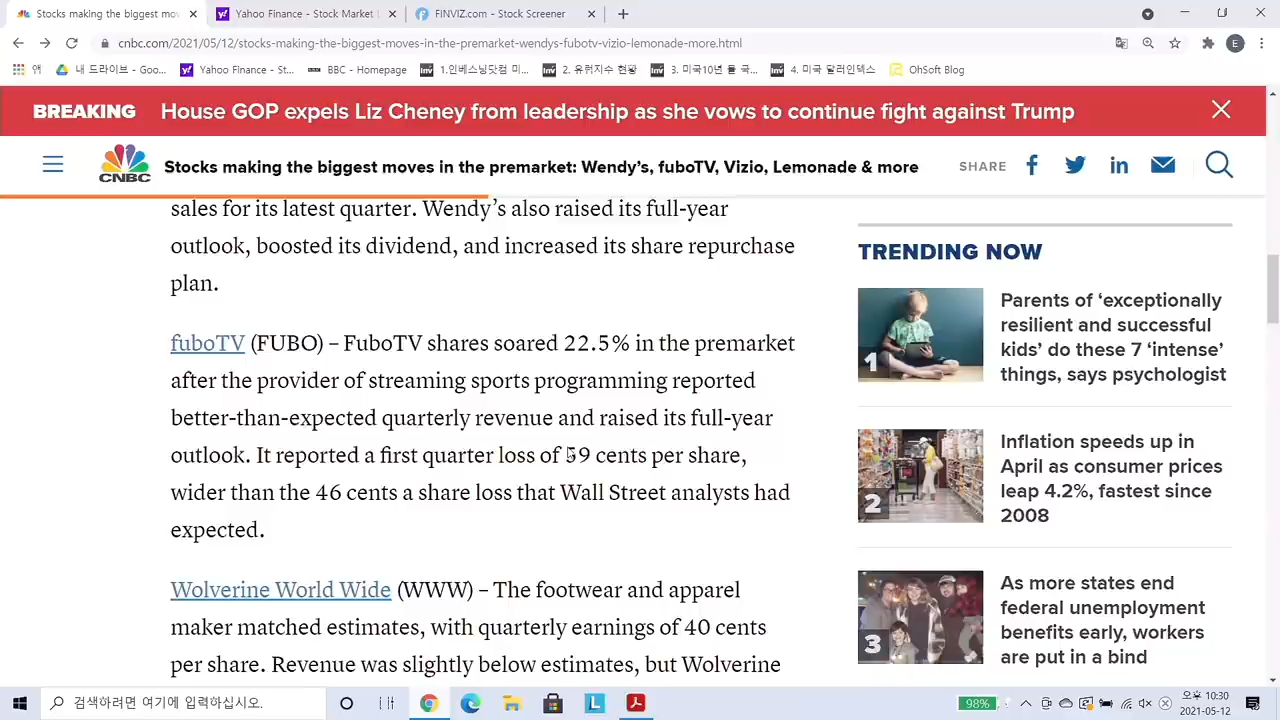 Stocks making the biggest mov
Yahoo Finance - Stock Market L
FINVIZ.com - Stock Screener
cnbc.com/2021/05/12/stocks-making-the-biggest-moves-in-the-premarket-wendys-fubotv-vizio-lemonade-more.html
E
앱
내 드라이브 - Goo...
Yahoo Finance - St...
BBC - Homepage
1.인베스닝닷컴 미...
2. 유럽지수 현황
3. 미국10년 물 국...
4. 미국 달러인덱스
OhSoft Blog
BREAKING House GOP expels Liz Cheney from leadership as she vows to continue fight against Trump
CNBC
Stocks making the biggest moves in the premarket: Wendy’s, fuboTV, Vizio, Lemonade & more
SHARE
sales for its latest quarter. Wendy’s also raised its full-year
outlook, boosted its dividend, and increased its share repurchase
plan.
fuboTV (FUBO) – FuboTV shares soared 22.5% in the premarket
after the provider of streaming sports programming reported
better-than-expected quarterly revenue and raised its full-year
outlook. It reported a first quarter loss of 59 cents per share,
wider than the 46 cents a share loss that Wall Street analysts had
expected.
Wolverine World Wide (WWW) – The footwear and apparel
maker matched estimates, with quarterly earnings of 40 cents
per share. Revenue was slightly below estimates, but Wolverine
TRENDING NOW
1
Parents of ‘exceptionally
resilient and successful
kids’ do these 7 ‘intense’
things, says psychologist
2
Inflation speeds up in
April as consumer prices
leap 4.2%, fastest since
2008
3
As more states end
federal unemployment
benefits early, workers
are put in a bind
검색하려면 여기에 입력하십시오.
98%
오후 10:30
2021-05-12